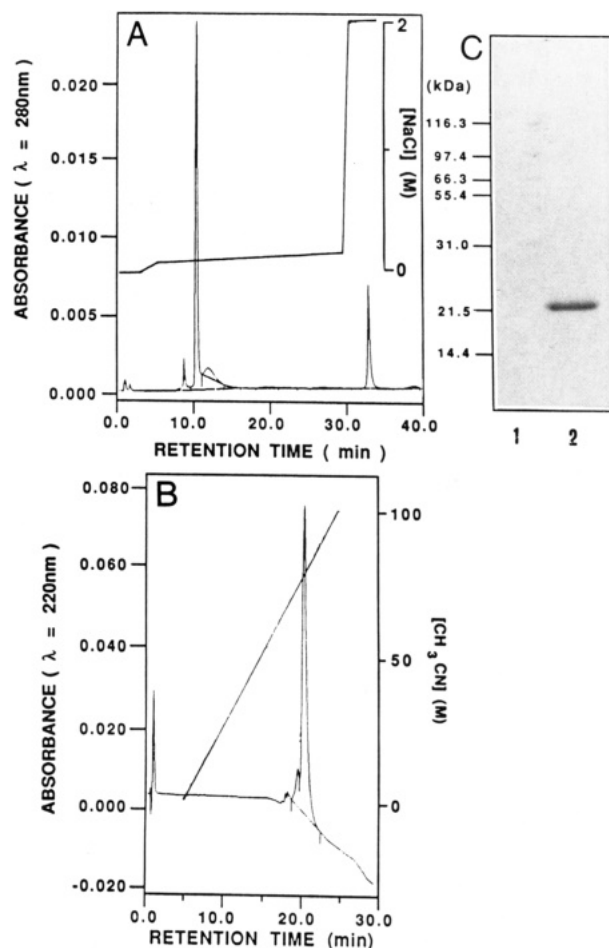 A
0.020
0.015
0.010
0.005
0.000
ABSORBANCE ( λ = 280nm)
2
0
[NaCl] (M)
0.0 10.0 20.0 30.0 40.0
RETENTION TIME ( min )
C
(kDa)
116.3
97.4
66.3
55.4
31.0
21.5
14.4
1 2
B
0.080
0.060
0.040
0.020
0.000
-0.020
ABSORBANCE ( λ = 220nm)
100
50
0
[CH3CN] (M)
0.0 10.0 20.0 30.0
RETENTION TIME (min)